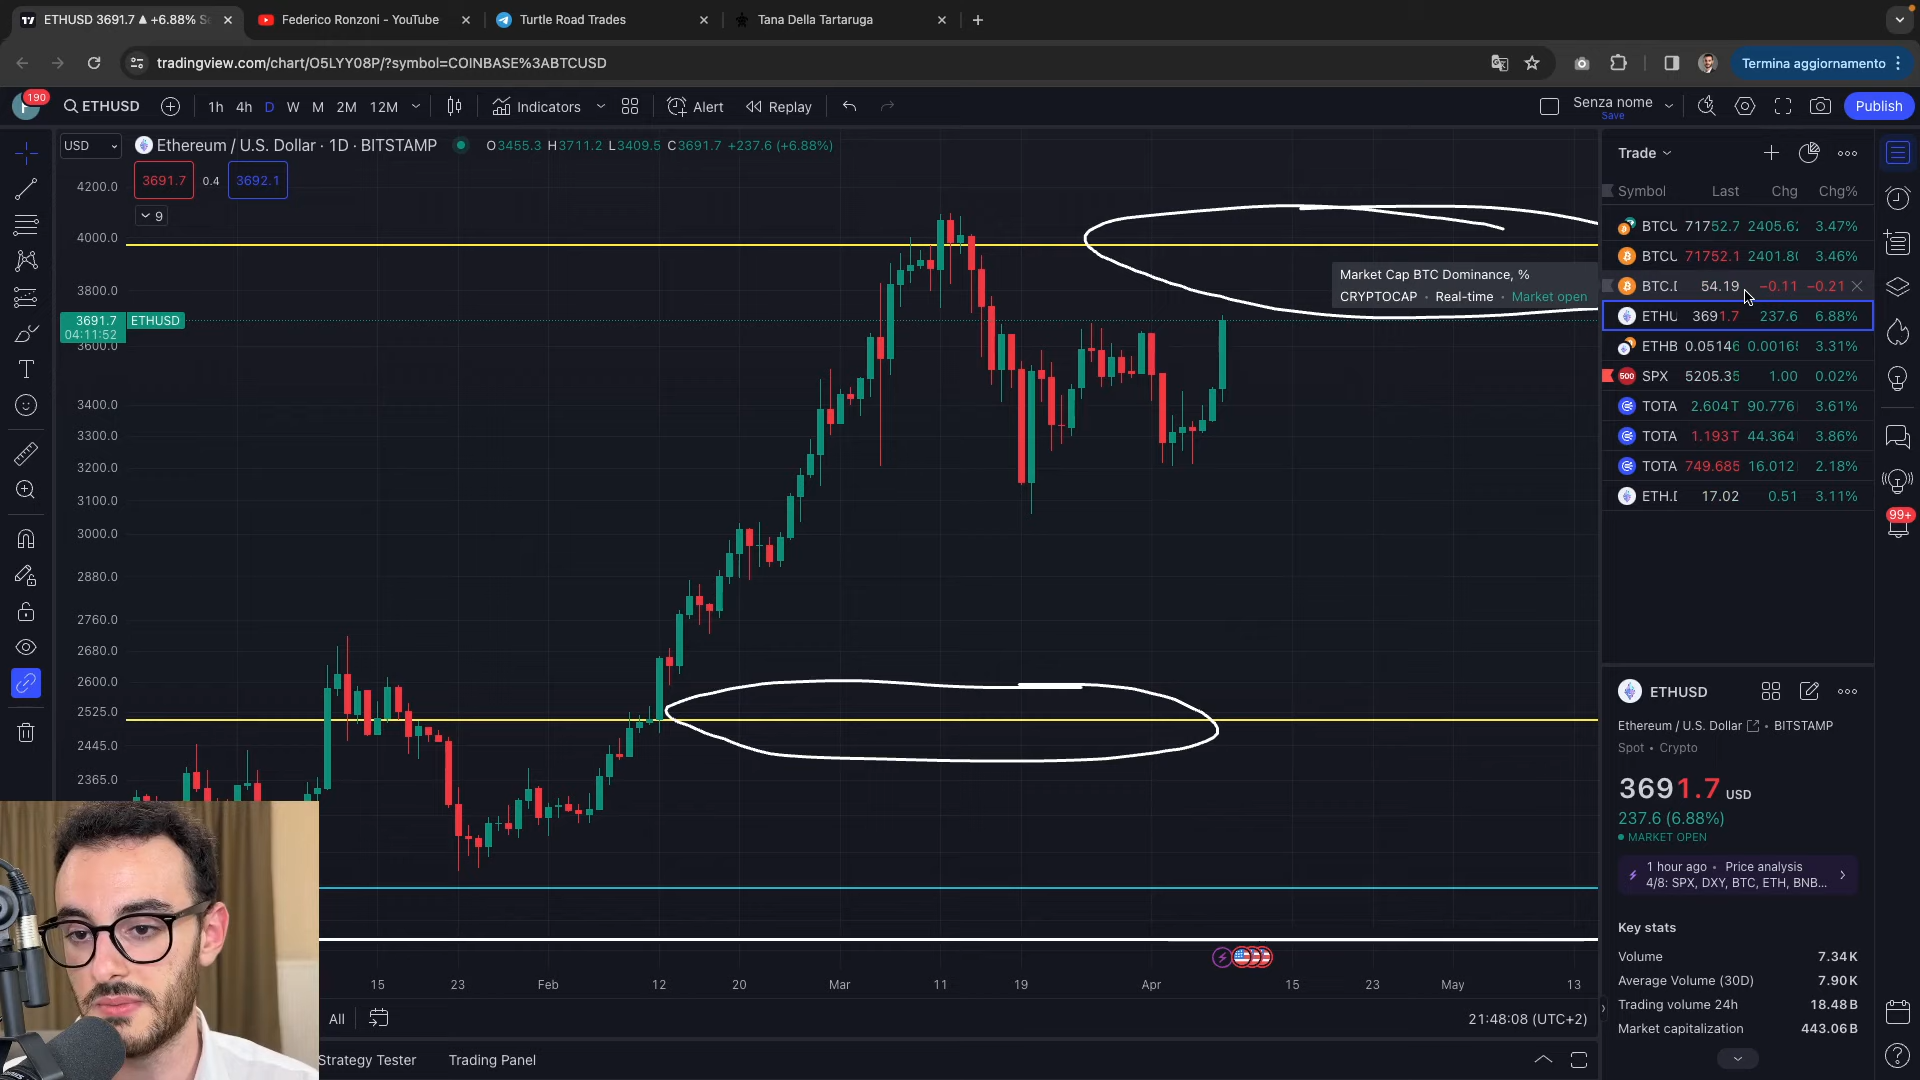 ETHUSD 3691.7 ▲ +6.88% Se
Federico Ronzoni - YouTube
Turtle Road Trades
Tana Della Tartaruga
tradingview.com/chart/O5LYY08P/?symbol=COINBASE%3ABTCUSD
Termina aggiornamento
190
ETHUSD
1h 4h D W M 2M 12M
Indicators
Alert
Replay
Senza nome
Save
Publish
USD
Ethereum / U.S. Dollar · 1D · BITSTAMP
O3455.3 H3711.2 L3409.5 C3691.7 +237.6 (+6.88%)
3691.7
0.4
3692.1
9
4200.0
4000.0
3800.0
3691.7
04:11:52
ETHUSD
3600.0
3400.0
3300.0
3200.0
3100.0
3000.0
2880.0
2760.0
2680.0
2600.0
2525.0
2445.0
2365.0
Market Cap BTC Dominance, %
CRYPTOCAP · Real-time · Market open
15 23 Feb 12 20 Mar 11 19 Apr 15 23 May 13
All
21:48:08 (UTC+2)
Strategy Tester
Trading Panel
Trade
Symbol Last Chg Chg%
BTCU 71752.7 2405.62 3.47%
BTCU 71752.1 2401.80 3.46%
BTC.D 54.19 −0.11 −0.21
ETHU 3691.7 237.6 6.88%
ETHB 0.05146 0.00165 3.31%
500 SPX 5205.35 1.00 0.02%
TOTA 2.604T 90.776 3.61%
TOTA 1.193T 44.364 3.86%
TOTA 749.685 16.012 2.18%
ETH.D 17.02 0.51 3.11%
99+
ETHUSD
Ethereum / U.S. Dollar • BITSTAMP
Spot • Crypto
3691.7 USD
237.6 (6.88%)
MARKET OPEN
1 hour ago • Price analysis
4/8: SPX, DXY, BTC, ETH, BNB...
Key stats
Volume 7.34K
Average Volume (30D) 7.90K
Trading volume 24h 18.48B
Market capitalization 443.06B